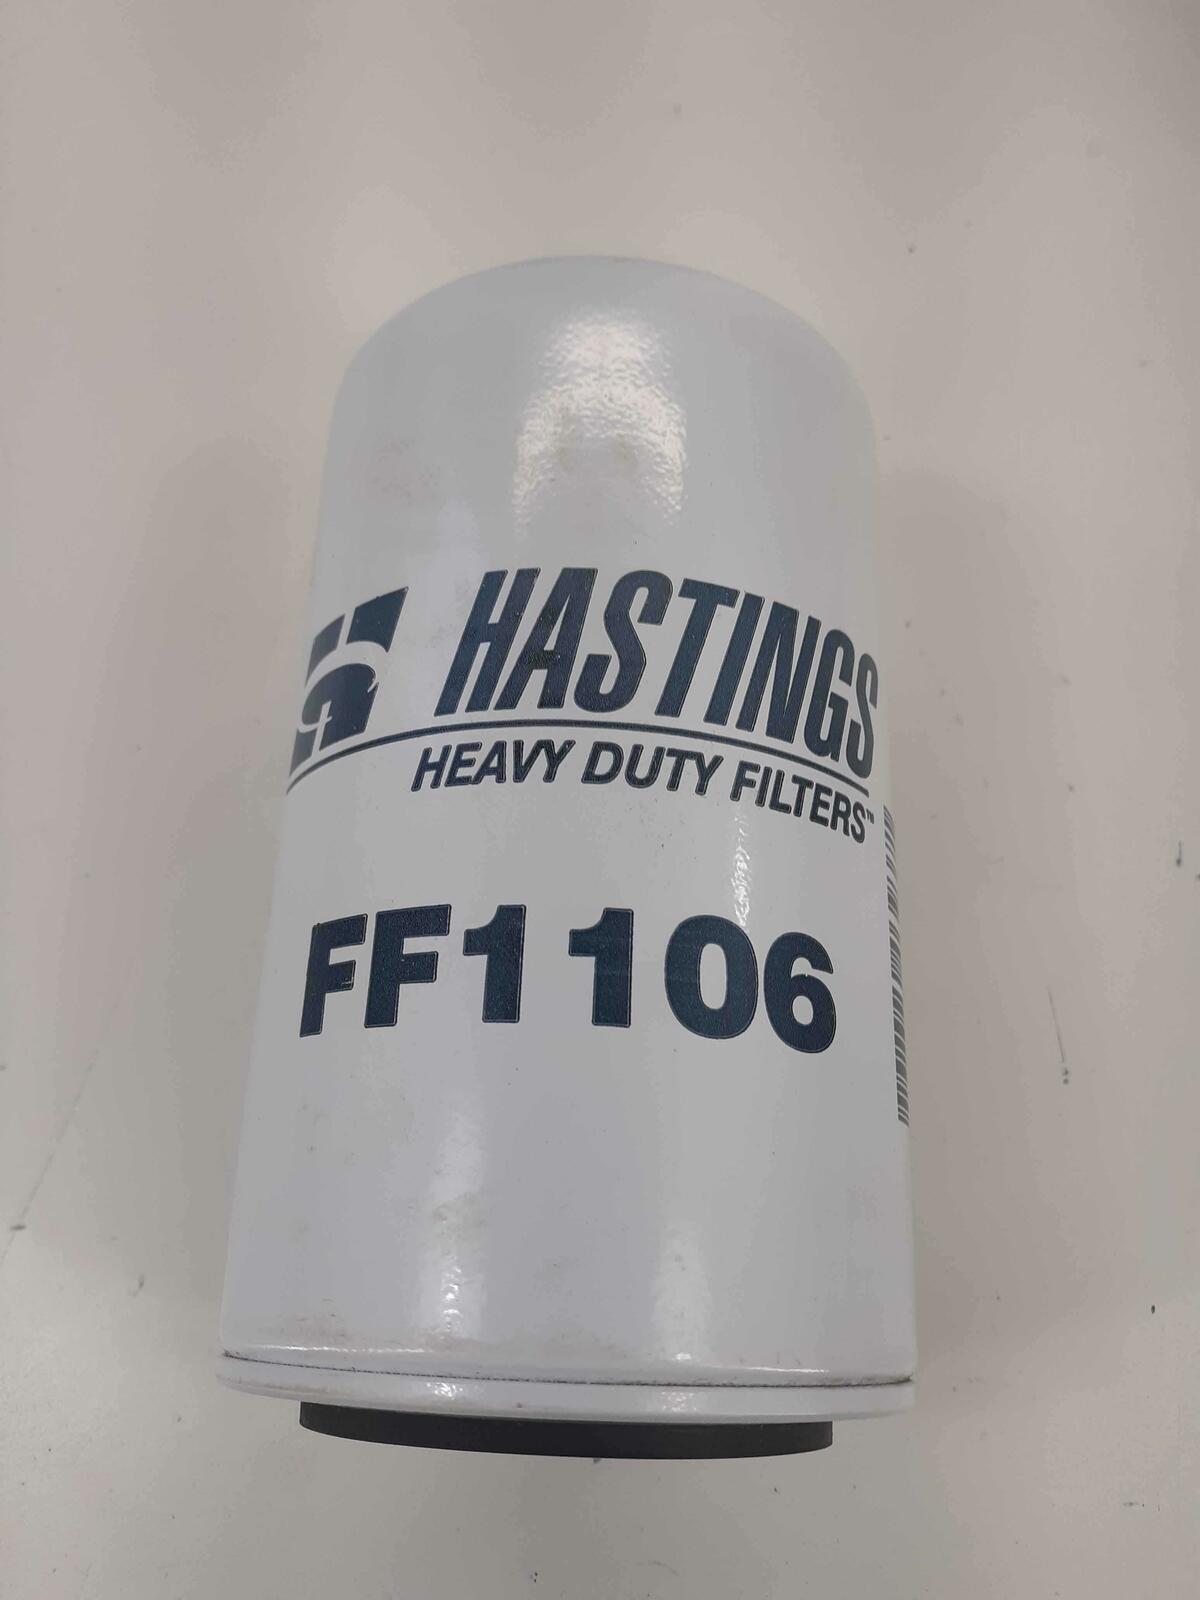 HASTINGS
HEAVY DUTY FILTERS™
FF1106